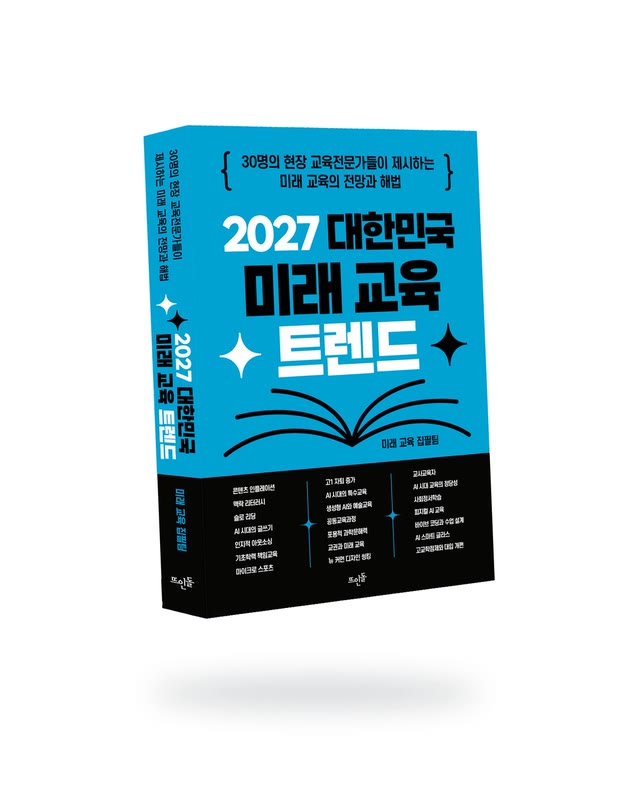 30명의 현장 교육전문가들이 제시하는
미래 교육의 전망과 해법
2027 대한민국
미래 교육
트렌드
미래 교육 집필팀
콘텐츠 인플레이션
맥락 리터러시
슬로 리딩
AI 시대의 글쓰기
인지적 아웃소싱
기초학력 책임교육
마이크로 스포츠
고1 자퇴 증가
AI 시대의 특수교육
생성형 AI와 예술교육
공동교육과정
포용적 과학문해력
교권과 미래 교육
뉴 커먼 디자인 씽킹
교사교육자
AI 시대 교육의 정당성
사회정서학습
피지컬 AI 교육
바이브 코딩과 수업 설계
AI 스마트 글라스
고교학점제와 대입 개편
뜨인돌
30명의 현장 교육전문가들이
제시하는 미래 교육의 전망과 해법
2027 대한민국
미래 교육 트렌드
미래 교육 집필팀
뜨인돌